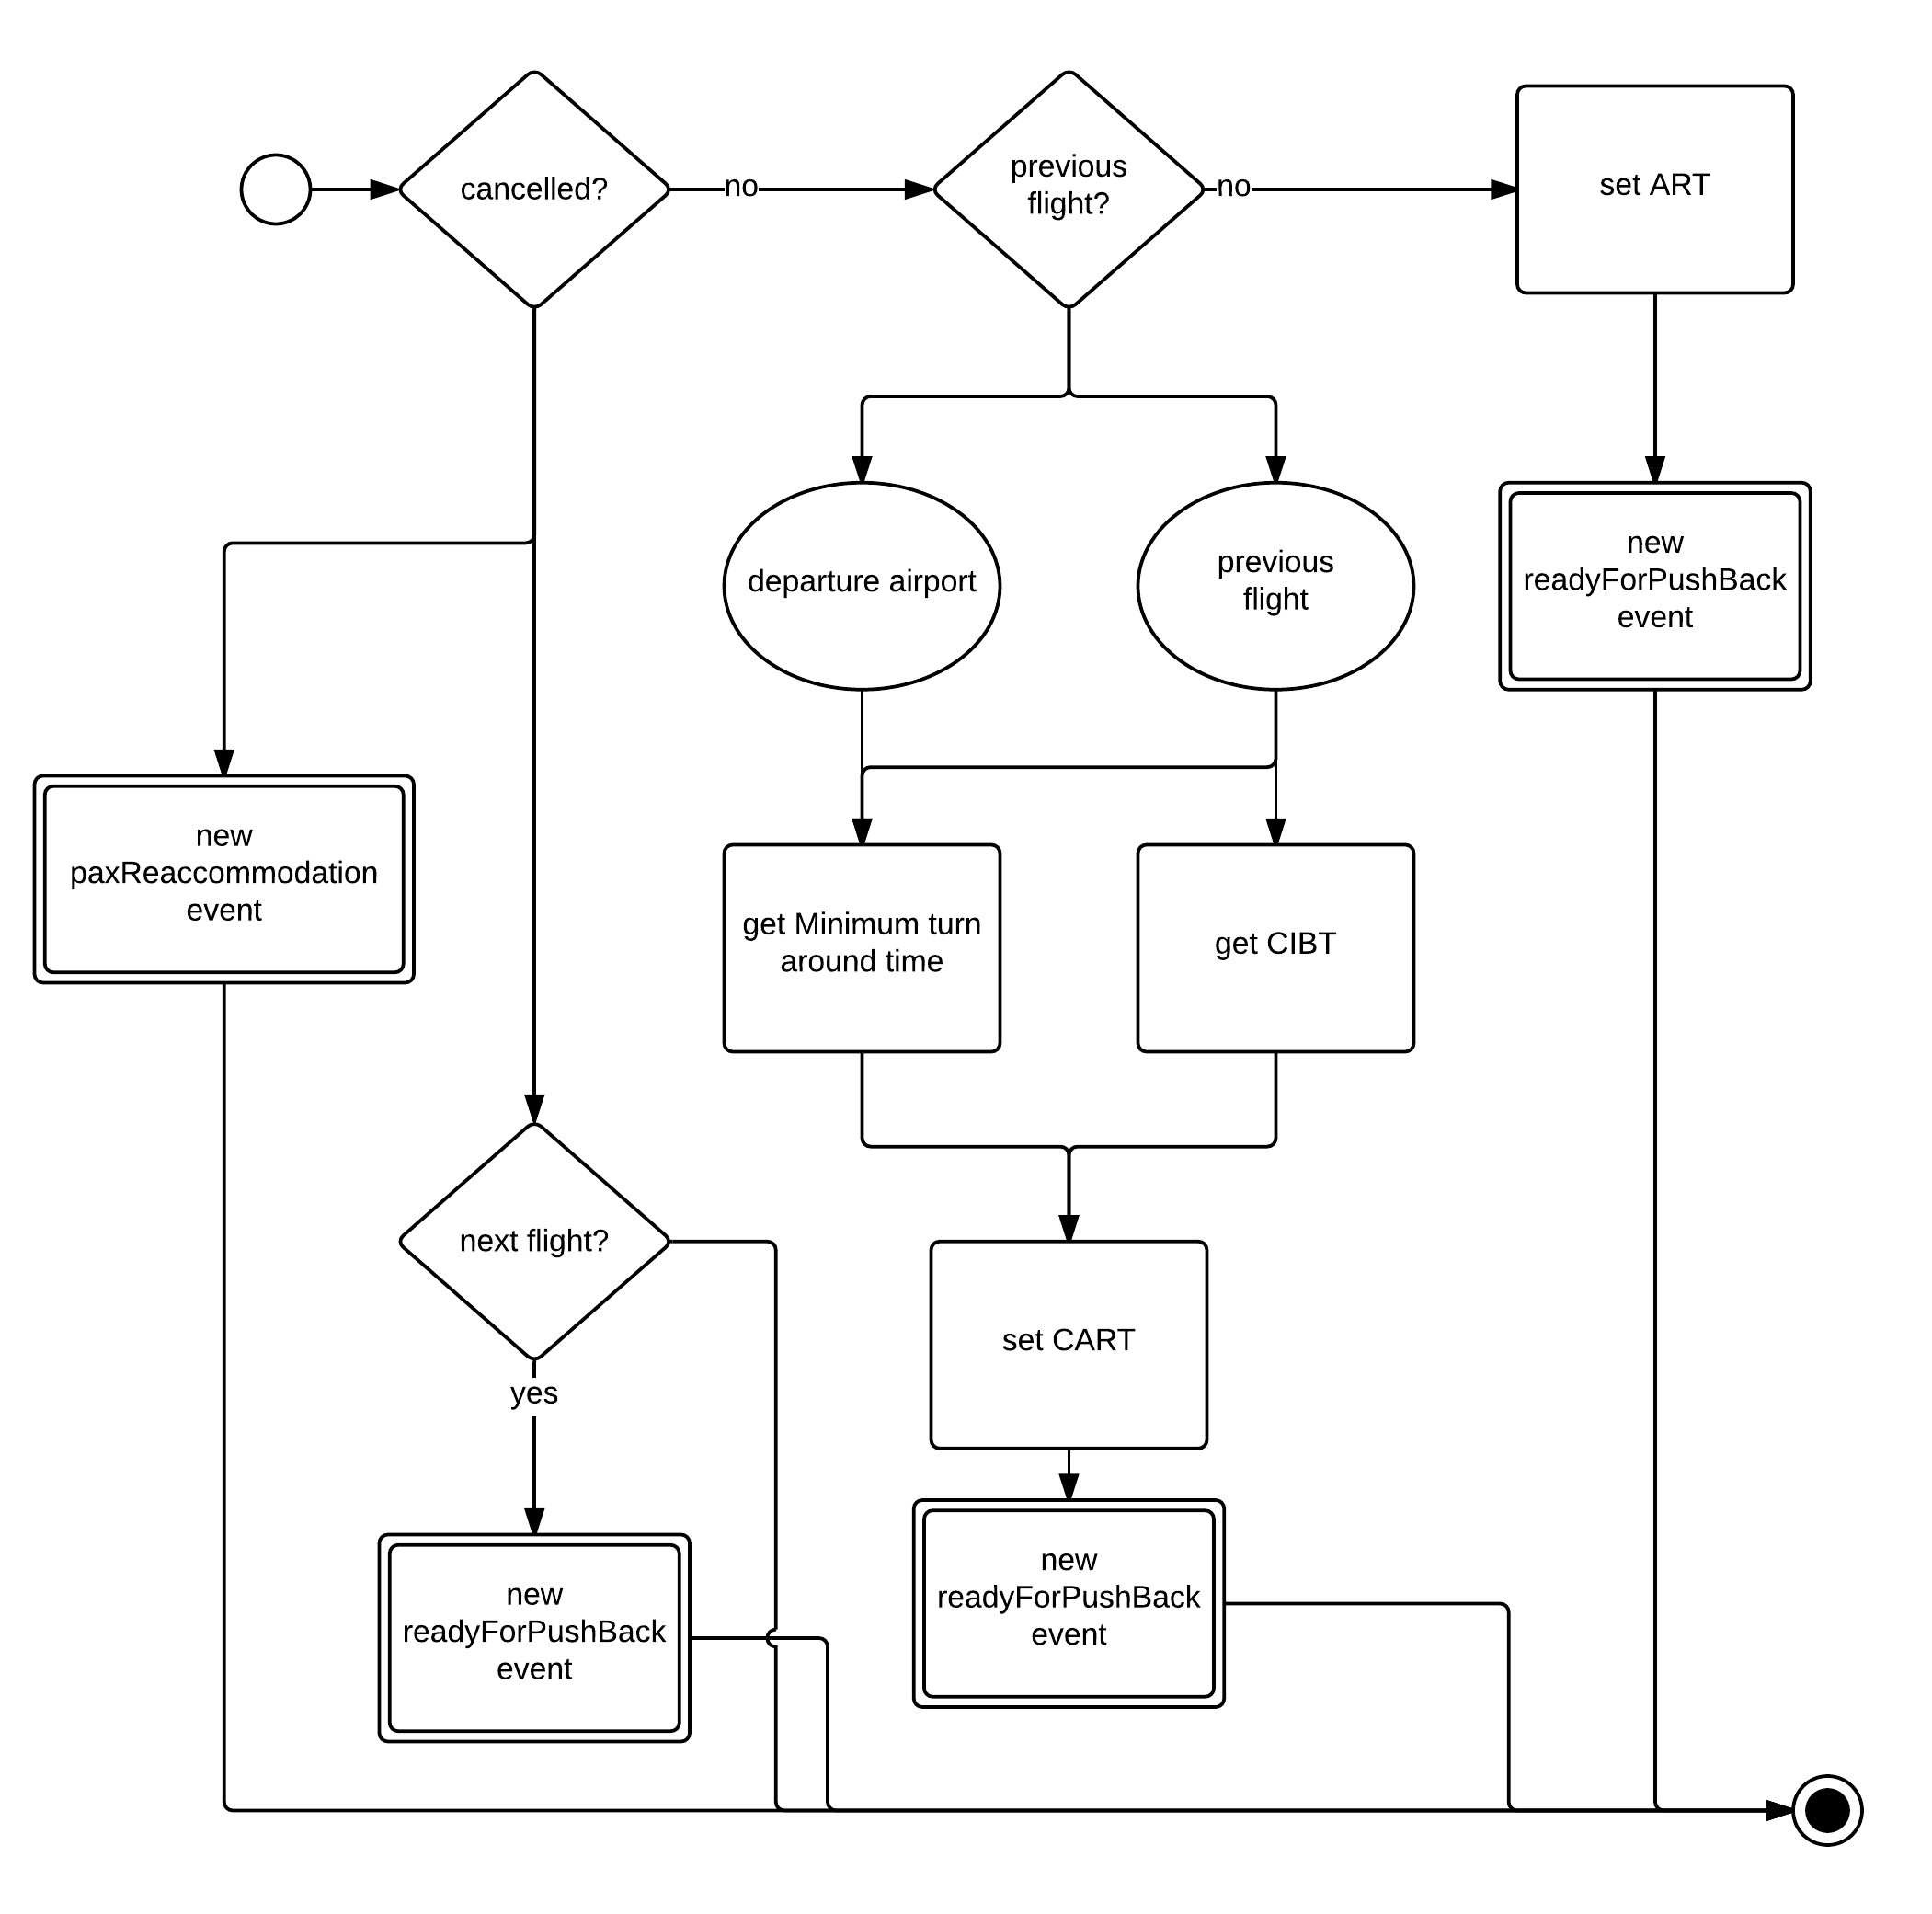 cancelled?
no
previous
flight?
no
set ART
departure airport
previous
flight
new
readyForPushBack
event
new
paxReaccommodation
event
get Minimum turn
around time
get CIBT
next flight?
yes
set CART
new
readyForPushBack
event
new
readyForPushBack
event